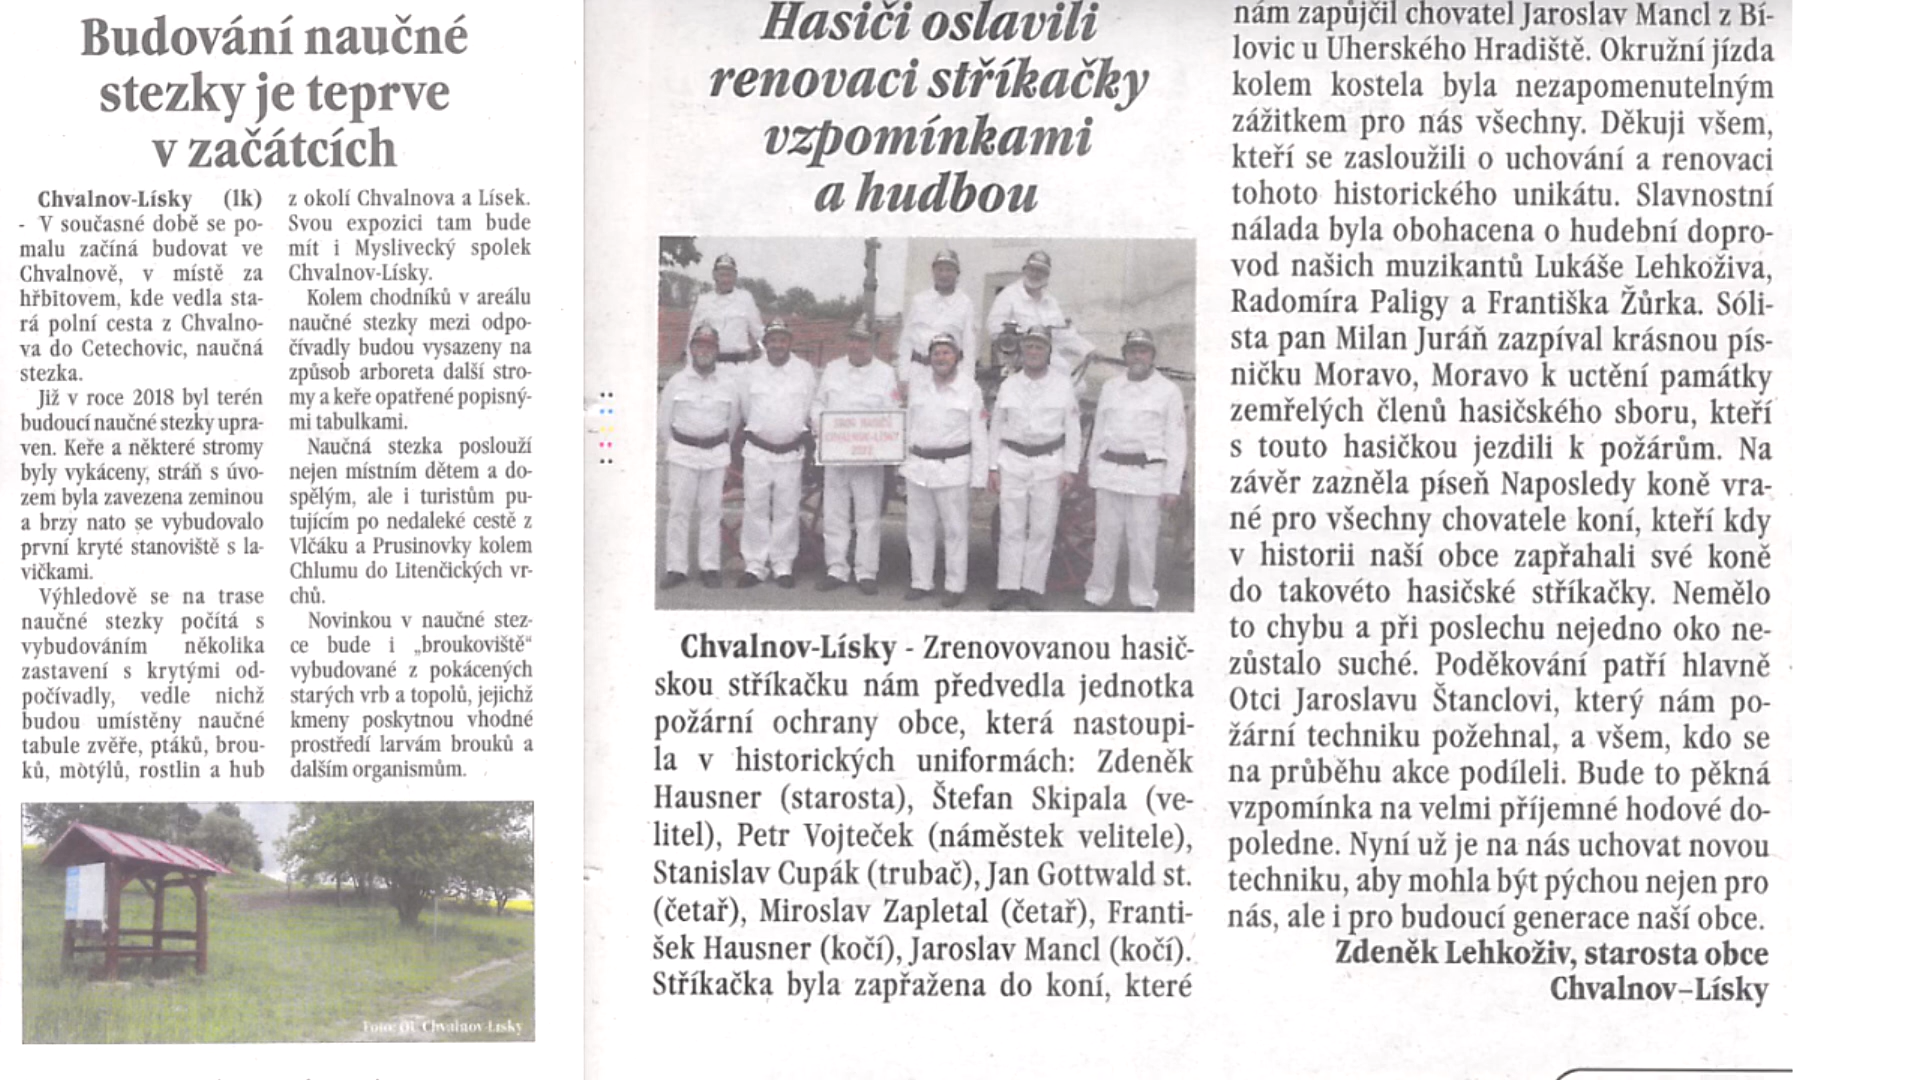 Budování naučné
stezky je teprve
v začátcích
Chvalnov-Lísky (lk)
- V současné době se po-
malu začíná budovat ve
Chvalnově, v místě za
hřbitovem, kde vedla sta-
rá polní cesta z Chvalno-
va do Cetechovic, naučná
stezka.
Již v roce 2018 byl terén
budoucí naučné stezky upra-
ven. Keře a některé stromy
byly vykáceny, stráň s úvo-
zem byla zavezena zeminou
a brzy nato se vybudovalo
první kryté stanoviště s la-
vičkami.
Výhledově se na trase
naučné stezky počítá s
vybudováním několika
zastavení s krytými od-
počívadly, vedle nichž
budou umístěny naučné
tabule zvěře, ptáků, brou-
ků, motýlů, rostlin a hub
z okolí Chvalnova a Lísek.
Svou expozici tam bude
mít i Myslivecký spolek
Chvalnov-Lísky.
Kolem chodníků v areálu
naučné stezky mezi odpo-
čívadly budou vysazeny na
způsob arboreta další stro-
my a keře opatřené popisný-
mi tabulkami.
Naučná stezka poslouží
nejen místním dětem a do-
spělým, ale i turistům pu-
tujícím po nedaleké cestě z
Vlčáku a Prusinovky kolem
Chlumu do Litenčických vr-
chů.
Novinkou v naučné stez-
ce bude i „broukoviště“
vybudované z pokácených
starých vrb a topolů, jejichž
kmeny poskytnou vhodné
prostředí larvám brouků a
dalším organismům.
Foto: OÚ Chvalnov-Lísky
Hasiči oslavili
renovaci stříkačky
vzpomínkami
a hudbou
SBOR HASIČŮ
CHVALNOV-LÍSKY
2022
Chvalnov-Lísky - Zrenovovanou hasič-
skou stříkačku nám předvedla jednotka
požární ochrany obce, která nastoupi-
la v historických uniformách: Zdeněk
Hausner (starosta), Štefan Skipala (ve-
litel), Petr Vojteček (náměstek velitele),
Stanislav Cupák (trubač), Jan Gottwald st.
(četař), Miroslav Zapletal (četař), Franti-
šek Hausner (kočí), Jaroslav Mancl (kočí).
Stříkačka byla zapřažena do koní, které
nám zapůjčil chovatel Jaroslav Mancl z Bí-
lovic u Uherského Hradiště. Okružní jízda
kolem kostela byla nezapomenutelným
zážitkem pro nás všechny. Děkuji všem,
kteří se zasloužili o uchování a renovaci
tohoto historického unikátu. Slavnostní
nálada byla obohacena o hudební dopro-
vod našich muzikantů Lukáše Lehkoživa,
Radomíra Paligy a Františka Žůrka. Sóli-
sta pan Milan Juráň zazpíval krásnou pís-
ničku Moravo, Moravo k uctění památky
zemřelých členů hasičského sboru, kteří
s touto hasičkou jezdili k požárům. Na
závěr zazněla píseň Naposledy koně vra-
né pro všechny chovatele koní, kteří kdy
v historii naší obce zapřahali své koně
do takovéto hasičské stříkačky. Nemělo
to chybu a při poslechu nejedno oko ne-
zůstalo suché. Poděkování patří hlavně
Otci Jaroslavu Štanclovi, který nám po-
žární techniku požehnal, a všem, kdo se
na průběhu akce podíleli. Bude to pěkná
vzpomínka na velmi příjemné hodové do-
poledne. Nyní už je na nás uchovat novou
techniku, aby mohla být pýchou nejen pro
nás, ale i pro budoucí generace naší obce.
Zdeněk Lehkoživ, starosta obce
Chvalnov–Lísky